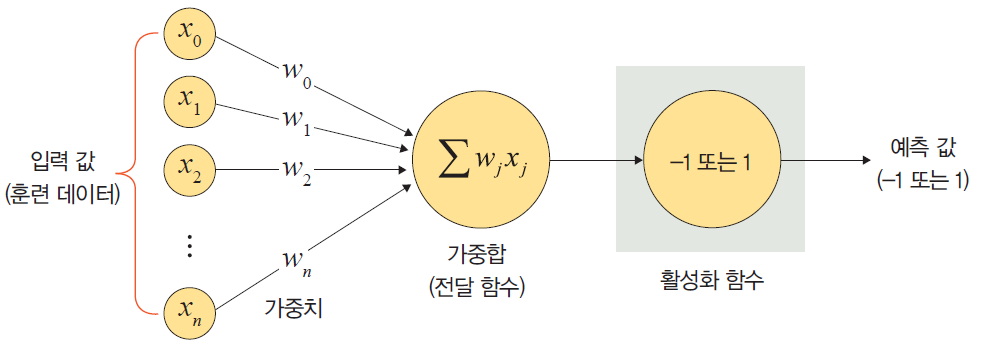 x0
w0
x1
w1
입력 값
(훈련 데이터)
x2
w2
∑ wjxj
–1 또는 1
예측 값
(–1 또는 1)
⋮
wn
가중합
(전달 함수)
활성화 함수
xn
가중치